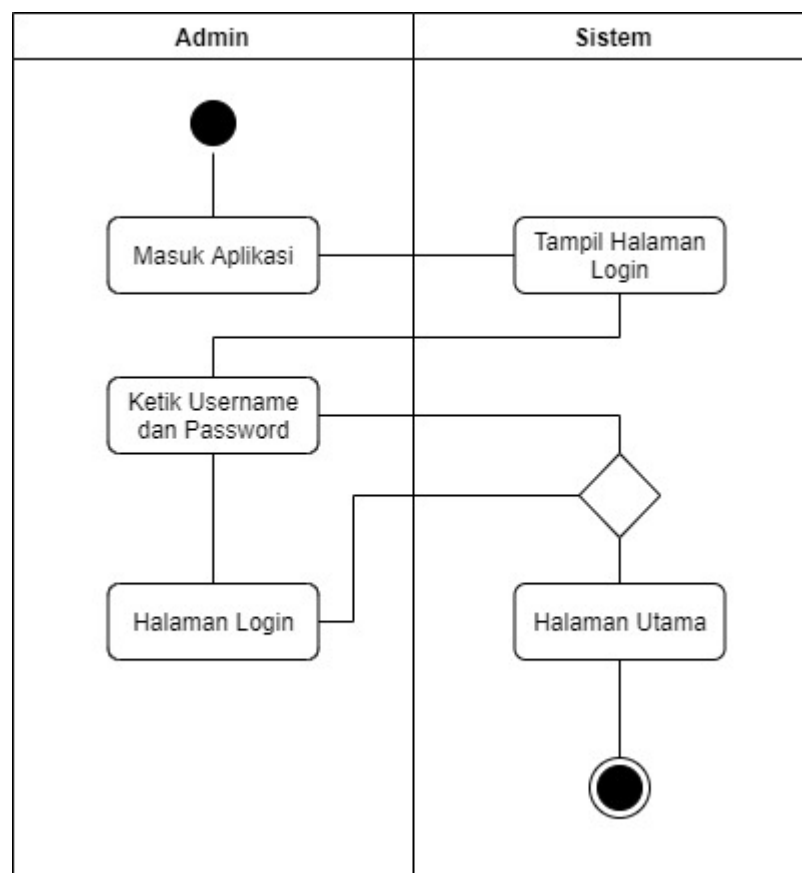 Admin
Sistem
Masuk Aplikasi
Tampil Halaman
Login
Ketik Username
dan Password
Halaman Login
Halaman Utama